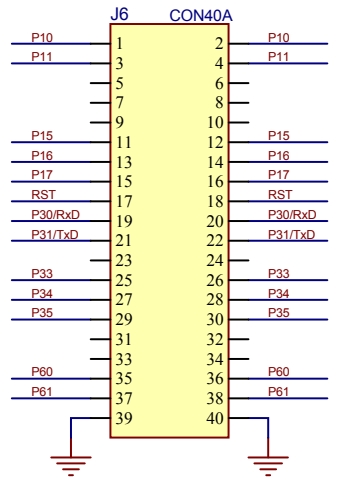 J6 CON40A
P10 1 2 P10
P11 3 4 P11
5 6
7 8
9 10
P15 11 12 P15
P16 13 14 P16
P17 15 16 P17
RST 17 18 RST
P30/RxD 19 20 P30/RxD
P31/TxD 21 22 P31/TxD
23 24
P33 25 26 P33
P34 27 28 P34
P35 29 30 P35
31 32
33 34
P60 35 36 P60
P61 37 38 P61
39 40